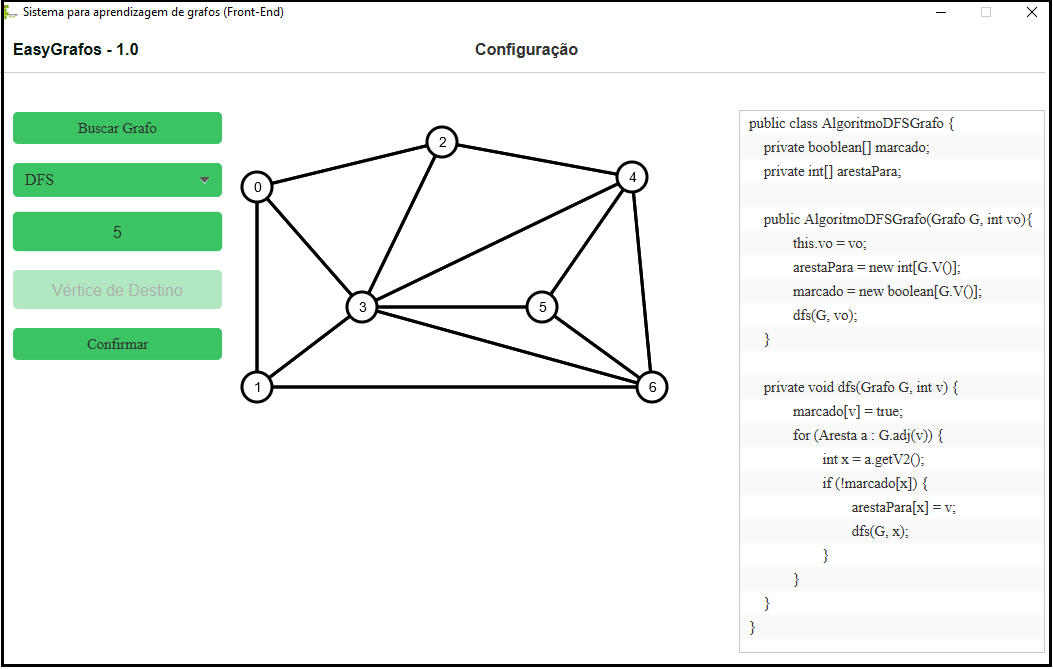 Sistema para aprendizagem de grafos (Front-End)
EasyGrafos - 1.0
Configuração
Buscar Grafo
DFS
5
Vértice de Destino
Confirmar
0
2
4
3
5
1
6
public class AlgoritmoDFSGrafo {
private booblean[] marcado;
private int[] arestaPara;
public AlgoritmoDFSGrafo(Grafo G, int vo){
this.vo = vo;
arestaPara = new int[G.V()];
marcado = new boolean[G.V()];
dfs(G, vo);
}
private void dfs(Grafo G, int v) {
marcado[v] = true;
for (Aresta a : G.adj(v)) {
int x = a.getV2();
if (!marcado[x]) {
arestaPara[x] = v;
dfs(G, x);
}
}
}
}